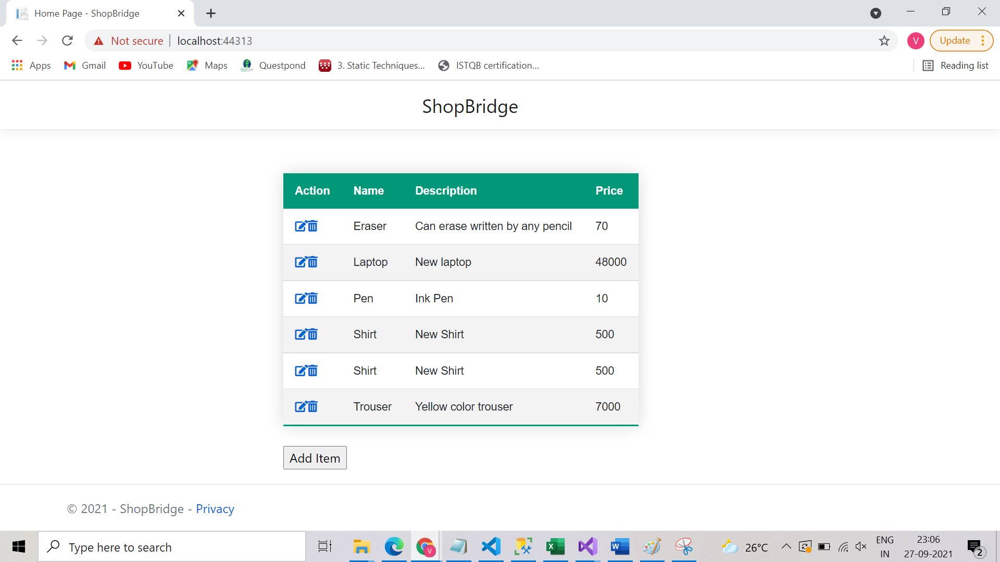 Home Page - ShopBridge
Not secure | localhost:44313
V
Update
Apps Gmail YouTube Maps Questpond 3. Static Techniques... ISTQB certification... Reading list
ShopBridge
Action Name Description Price
Eraser Can erase written by any pencil 70
Laptop New laptop 48000
Pen Ink Pen 10
Shirt New Shirt 500
Shirt New Shirt 500
Trouser Yellow color trouser 7000
Add Item
© 2021 - ShopBridge - Privacy
Type here to search
26°C
ENG
IN
23:06
27-09-2021
2